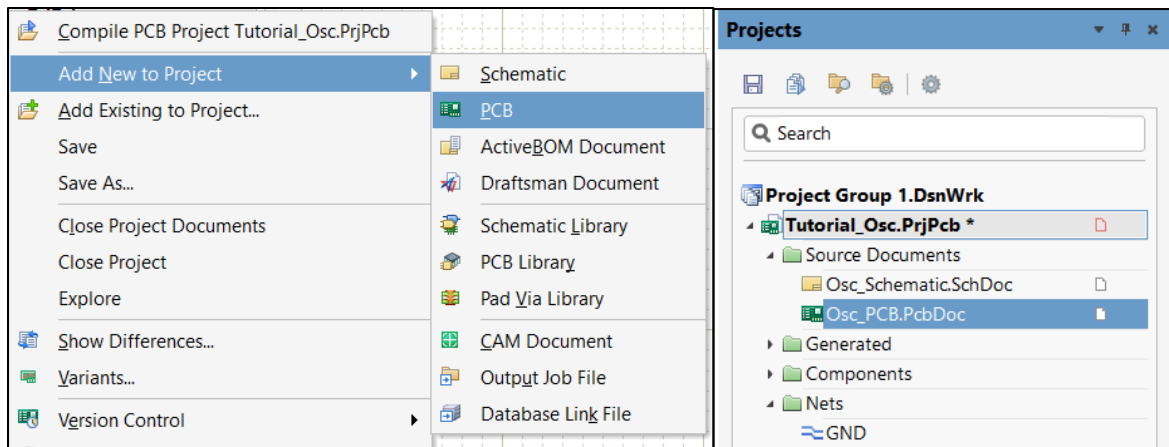 Compile PCB Project Tutorial_Osc.PrjPcb
Add New to Project
Add Existing to Project...
Save
Save As...
Close Project Documents
Close Project
Explore
Show Differences...
Variants...
Version Control
Schematic
PCB
ActiveBOM Document
Draftsman Document
Schematic Library
PCB Library
Pad Via Library
CAM Document
Output Job File
Database Link File
Projects
Search
Project Group 1.DsnWrk
Tutorial_Osc.PrjPcb *
Source Documents
Osc_Schematic.SchDoc
Osc_PCB.PcbDoc
Generated
Components
Nets
GND